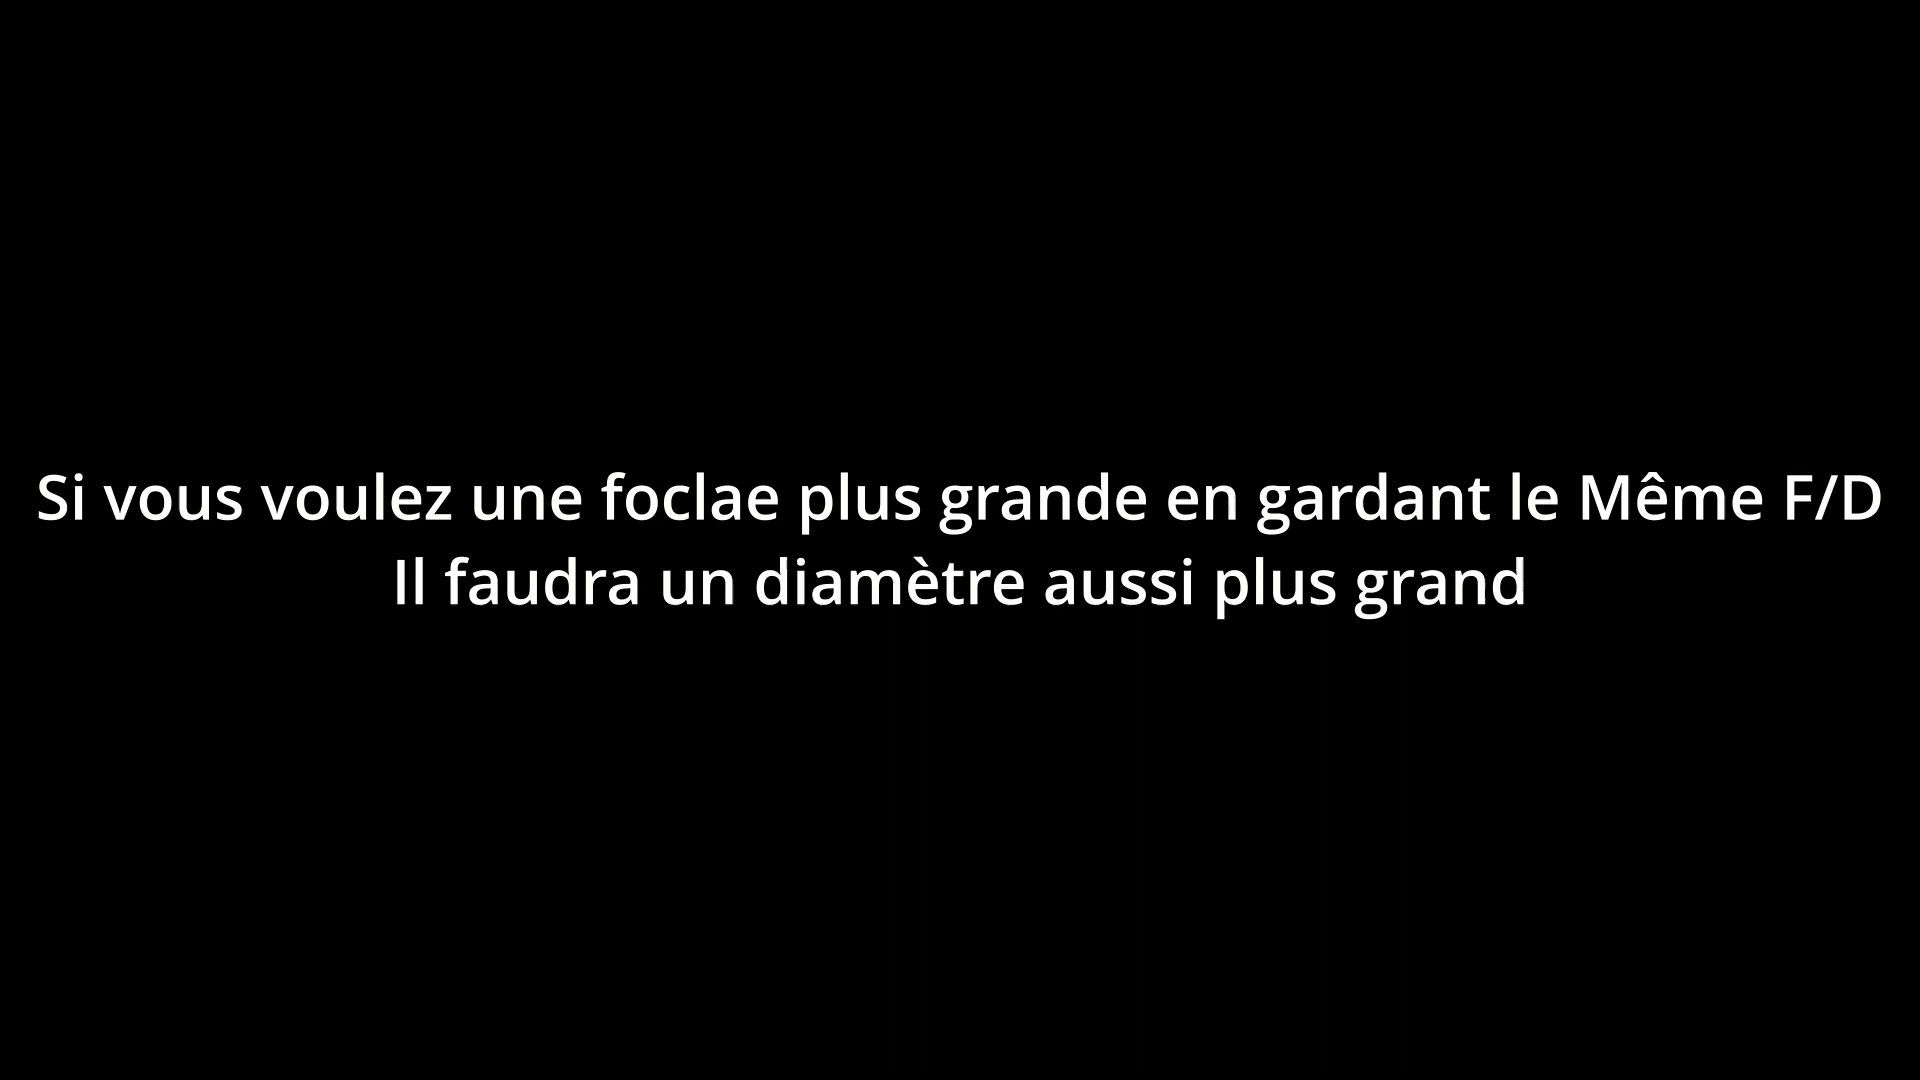 Si vous voulez une foclae plus grande en gardant le Même F/D
Il faudra un diamètre aussi plus grand